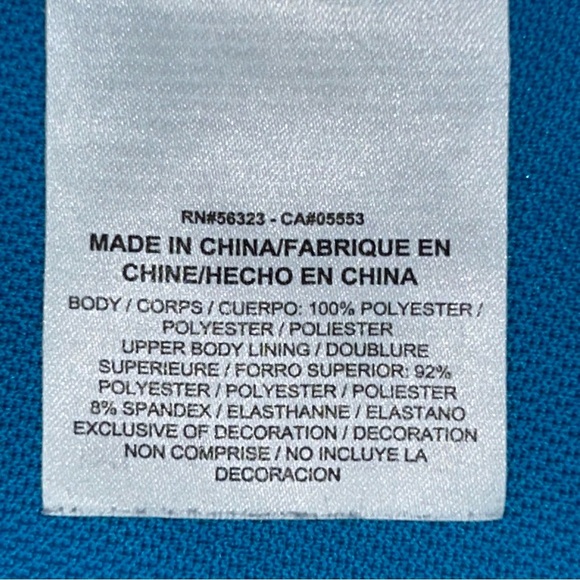 RN#56323 - CA#05553
MADE IN CHINA/FABRIQUE EN
CHINE/HECHO EN CHINA
BODY / CORPS / CUERPO: 100% POLYESTER /
POLYESTER / POLIESTER
UPPER BODY LINING / DOUBLURE
SUPERIEURE / FORRO SUPERIOR: 92%
POLYESTER / POLYESTER / POLIESTER
8% SPANDEX / ELASTHANNE / ELASTANO
EXCLUSIVE OF DECORATION / DECORATION
NON COMPRISE / NO INCLUYE LA
DECORACION